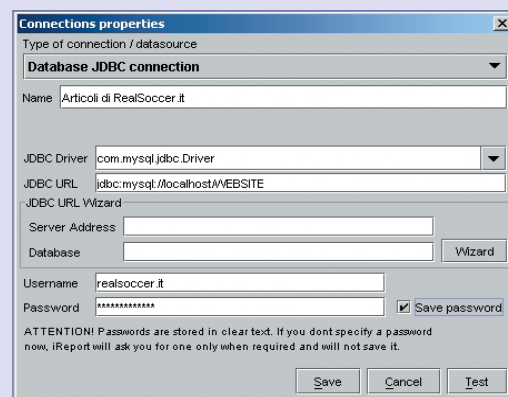 Connections properties
Type of connection / datasource
Database JDBC connection
Name Articoli di RealSoccer.it
JDBC Driver com.mysql.jdbc.Driver
JDBC URL jdbc:mysql://localhost/WEBSITE
JDBC URL Wizard
Server Address
Database Wizard
Username realsoccer.it
Password *************
Save password
ATTENTION! Passwords are stored in clear text. If you dont specify a password
now, iReport will ask you for one only when required and will not save it.
Save Cancel Test